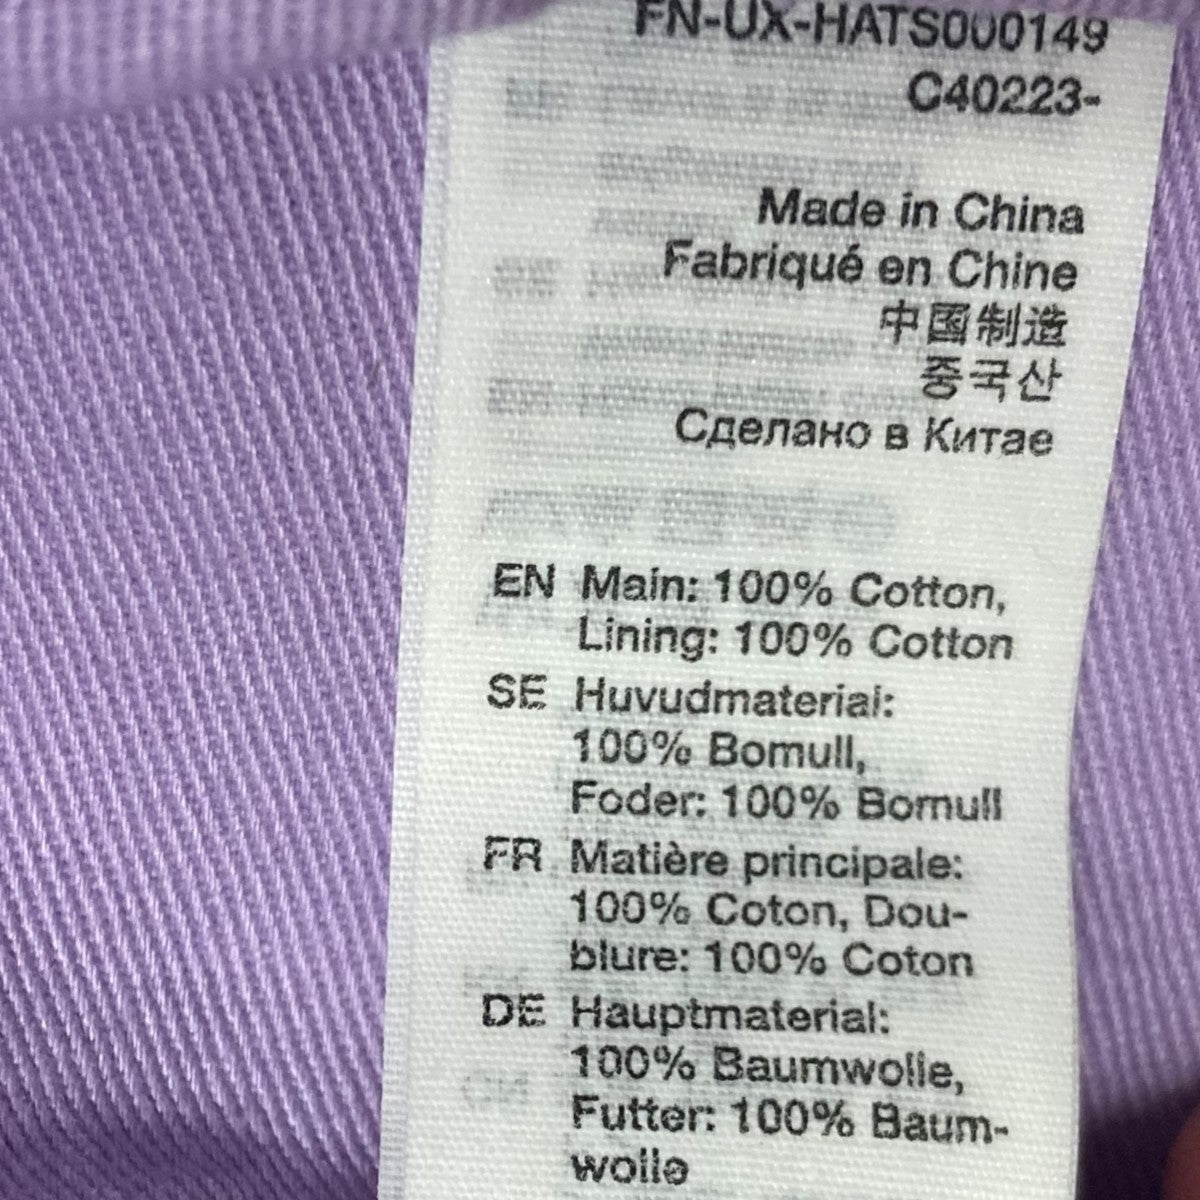 FN-UX-HATS000149
C40223-
Made in China
Fabriqué en Chine
中国制造
중국산
Сделано в Китае
EN Main: 100% Cotton,
Lining: 100% Cotton
SE Huvudmaterial:
100% Bomull,
Foder: 100% Bomull
FR Matière principale:
100% Coton, Dou-
blure: 100% Coton
DE Hauptmaterial:
100% Baumwolle,
Futter: 100% Baum-
wolle